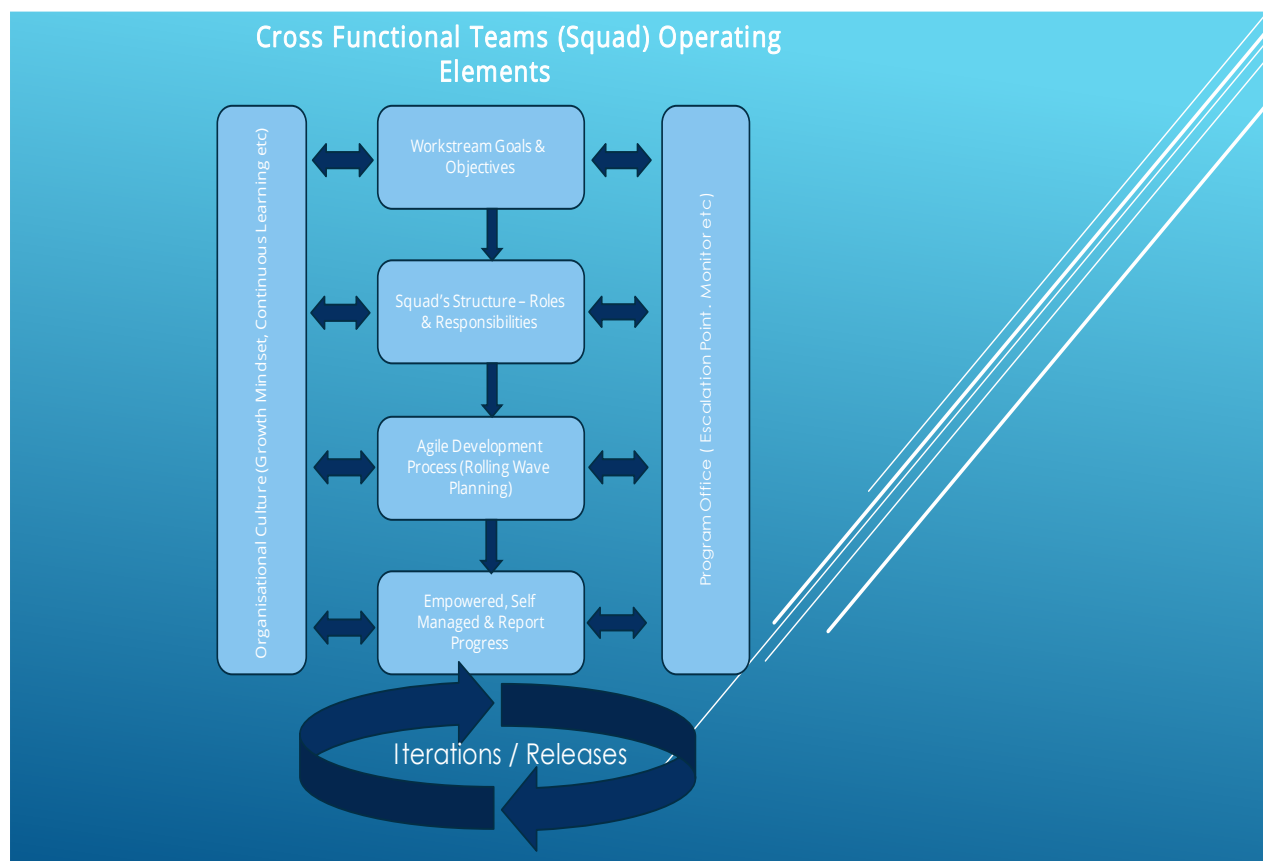 Cross Functional Teams (Squad) Operating
Elements
Organisational Culture (Growth Mindset, Continuous Learning etc)
Workstream Goals &
Objectives
Squad's Structure – Roles
& Responsibilities
Agile Development
Process (Rolling Wave
Planning)
Empowered, Self
Managed & Report
Progress
Program Office ( Escalation Point . Monitor etc)
Iterations / Releases